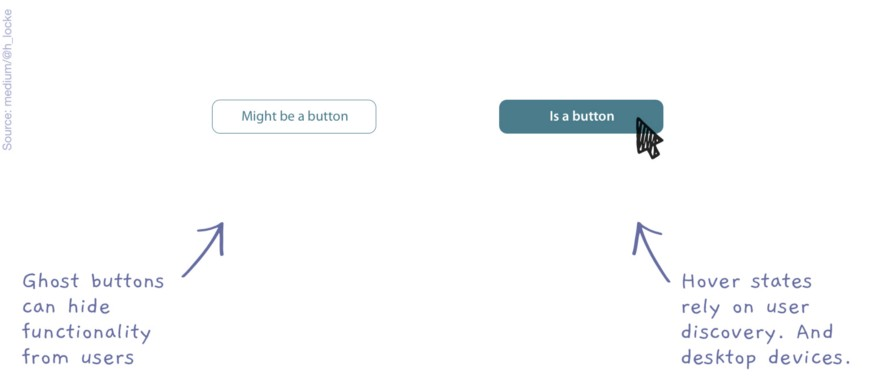 Source: medium/@h_locke
Might be a button
Is a button
Ghost buttons
can hide
functionality
from users
Hover states
rely on user
discovery. And
desktop devices.